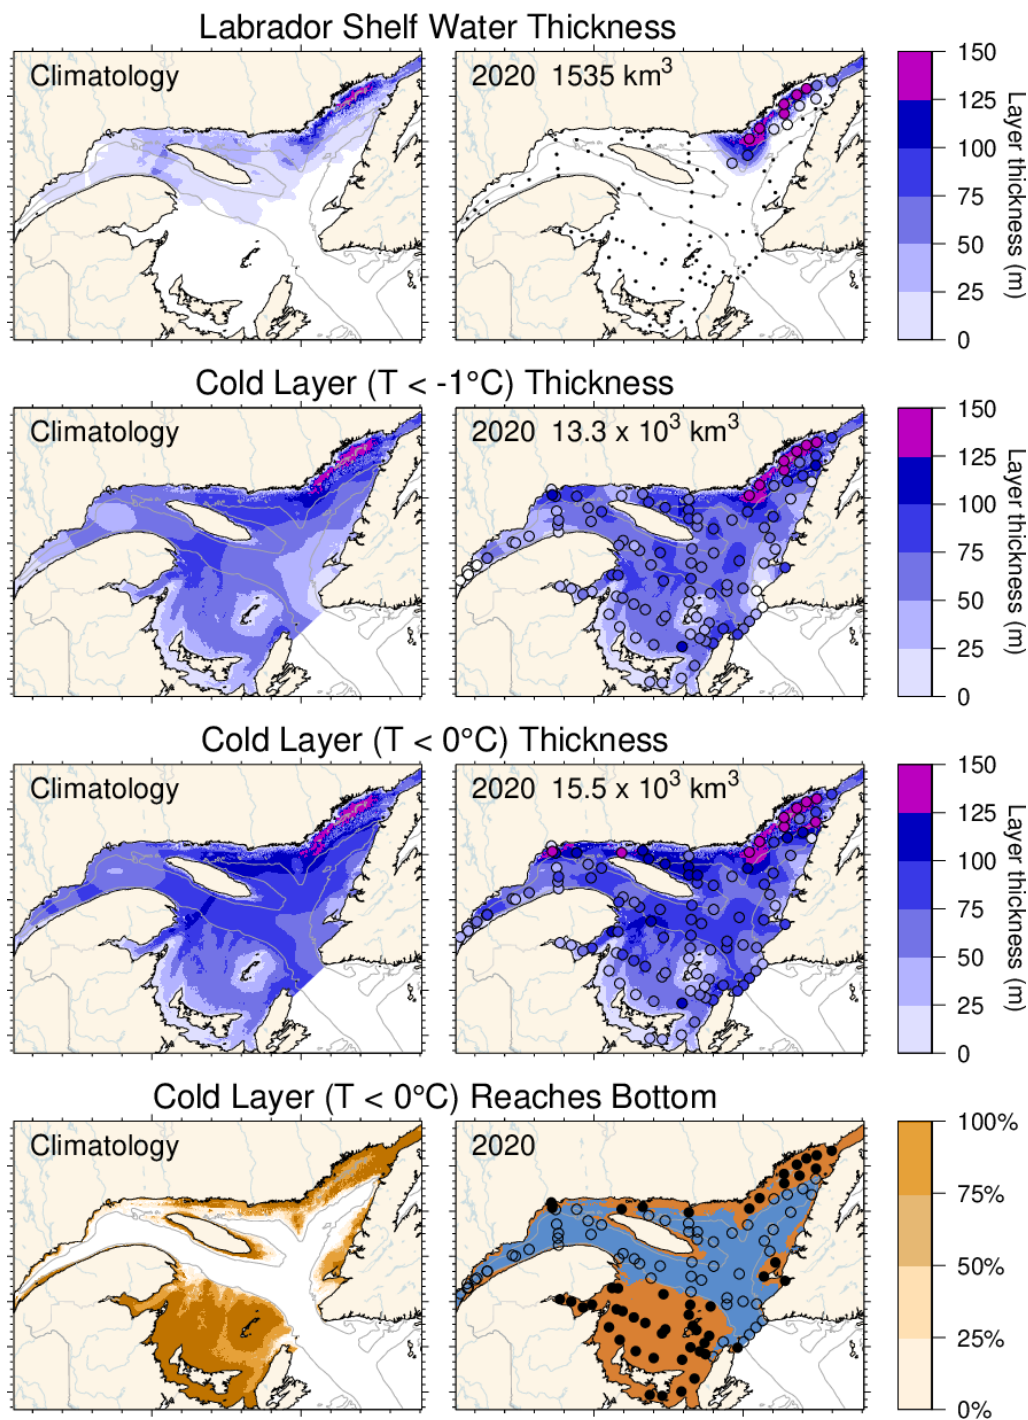 Labrador Shelf Water Thickness
Climatology
2020 1535 km³
150
125
100
75
50
25
0
Layer thickness (m)
Cold Layer (T < -1°C) Thickness
Climatology
2020 13.3 x 10³ km³
150
125
100
75
50
25
0
Layer thickness (m)
Cold Layer (T < 0°C) Thickness
Climatology
2020 15.5 x 10³ km³
150
125
100
75
50
25
0
Layer thickness (m)
Cold Layer (T < 0°C) Reaches Bottom
Climatology
2020
100%
75%
50%
25%
0%